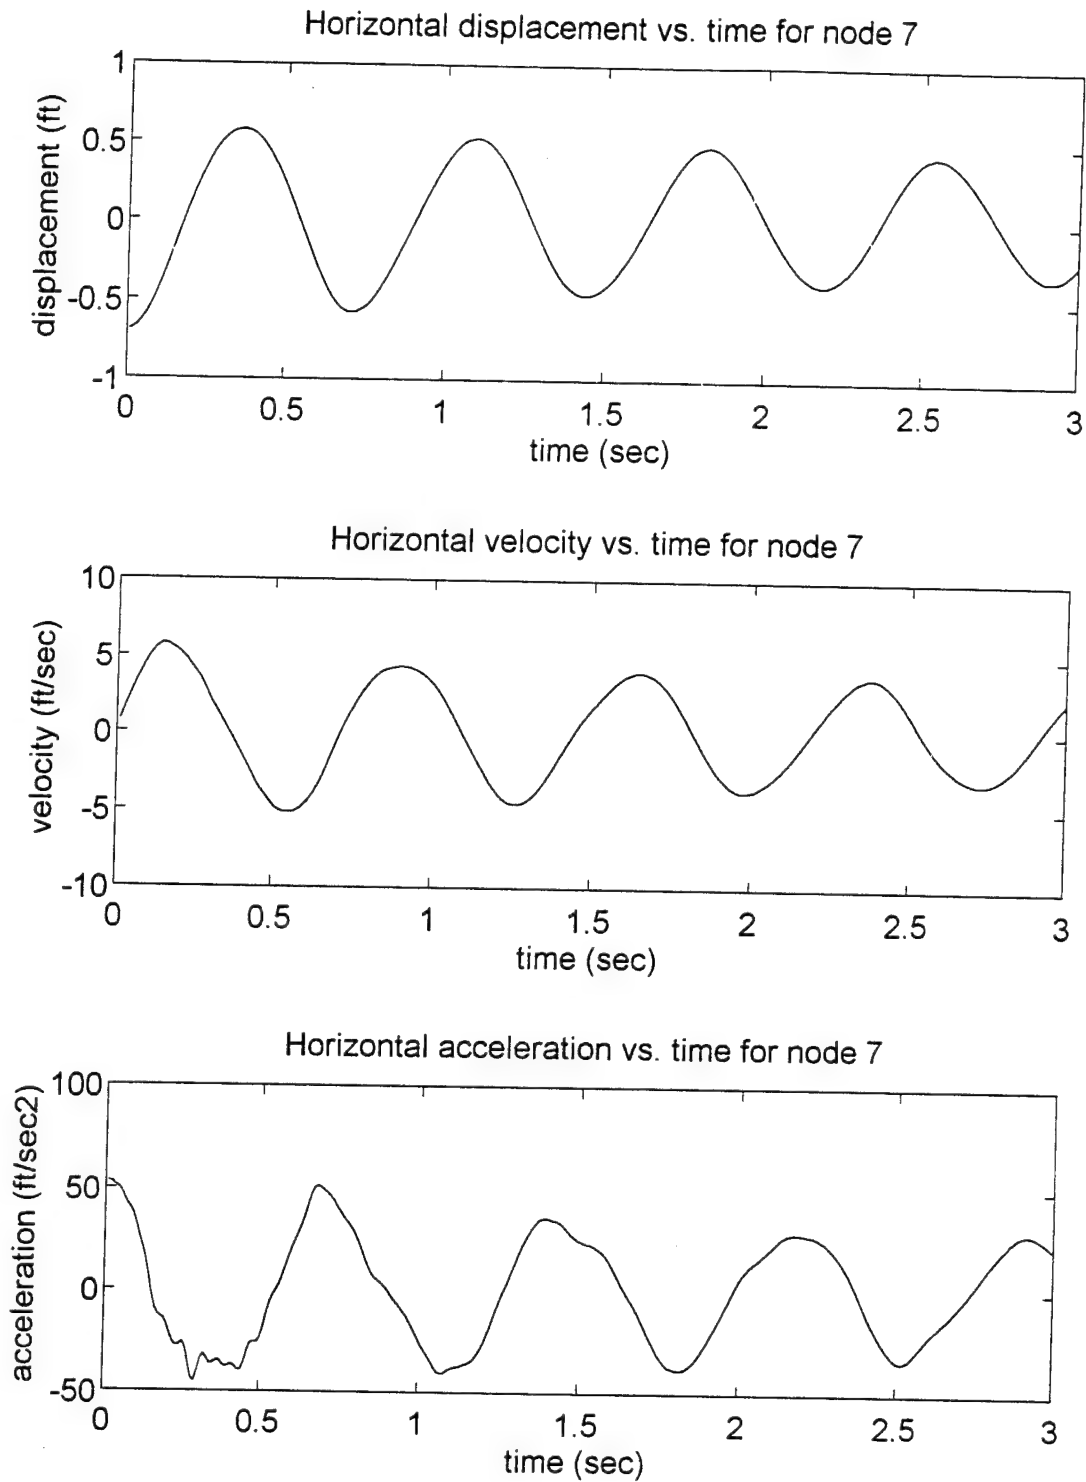 Horizontal displacement vs. time for node 7
displacement (ft)
1
0.5
0
-0.5
-1
0 0.5 1 1.5 2 2.5 3
time (sec)
Horizontal velocity vs. time for node 7
velocity (ft/sec)
10
5
0
-5
-10
0 0.5 1 1.5 2 2.5 3
time (sec)
Horizontal acceleration vs. time for node 7
acceleration (ft/sec2)
100
50
0
-50
0 0.5 1 1.5 2 2.5 3
time (sec)